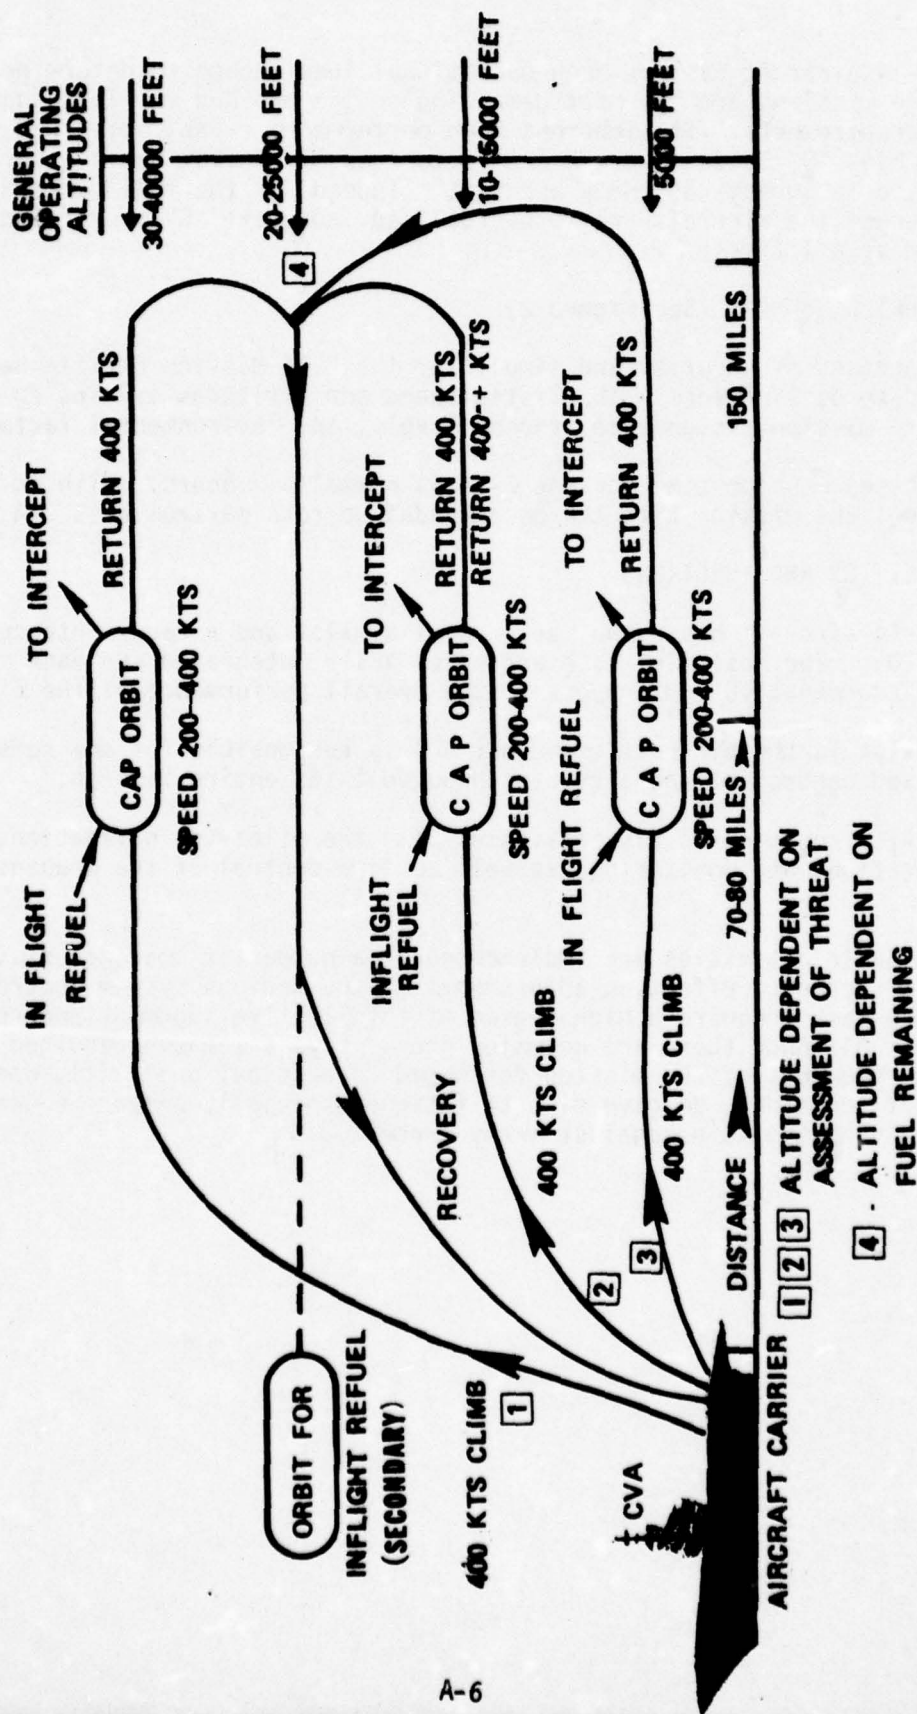 GENERAL
OPERATING
ALTITUDES
30-40000 FEET
20-25000 FEET
10-15000 FEET
5000 FEET
IN FLIGHT
REFUEL
TO INTERCEPT
CAP ORBIT
RETURN 400 KTS
SPEED 200-400 KTS
4
ORBIT FOR
INFLIGHT REFUEL
(SECONDARY)
RECOVERY
INFLIGHT
REFUEL
TO INTERCEPT
C A P ORBIT
RETURN 400 KTS
RETURN 400-++ KTS
SPEED 200-400 KTS
400 KTS CLIMB
1
400 KTS CLIMB
2
IN FLIGHT REFUEL
TO INTERCEPT
C A P ORBIT
RETURN 400 KTS
SPEED 200-400 KTS
400 KTS CLIMB
3
CVA
DISTANCE
70-80 MILES
150 MILES
AIRCRAFT CARRIER
1 2 3 ALTITUDE DEPENDENT ON
ASSESSMENT OF THREAT
4 - ALTITUDE DEPENDENT ON
FUEL REMAINING
A-6